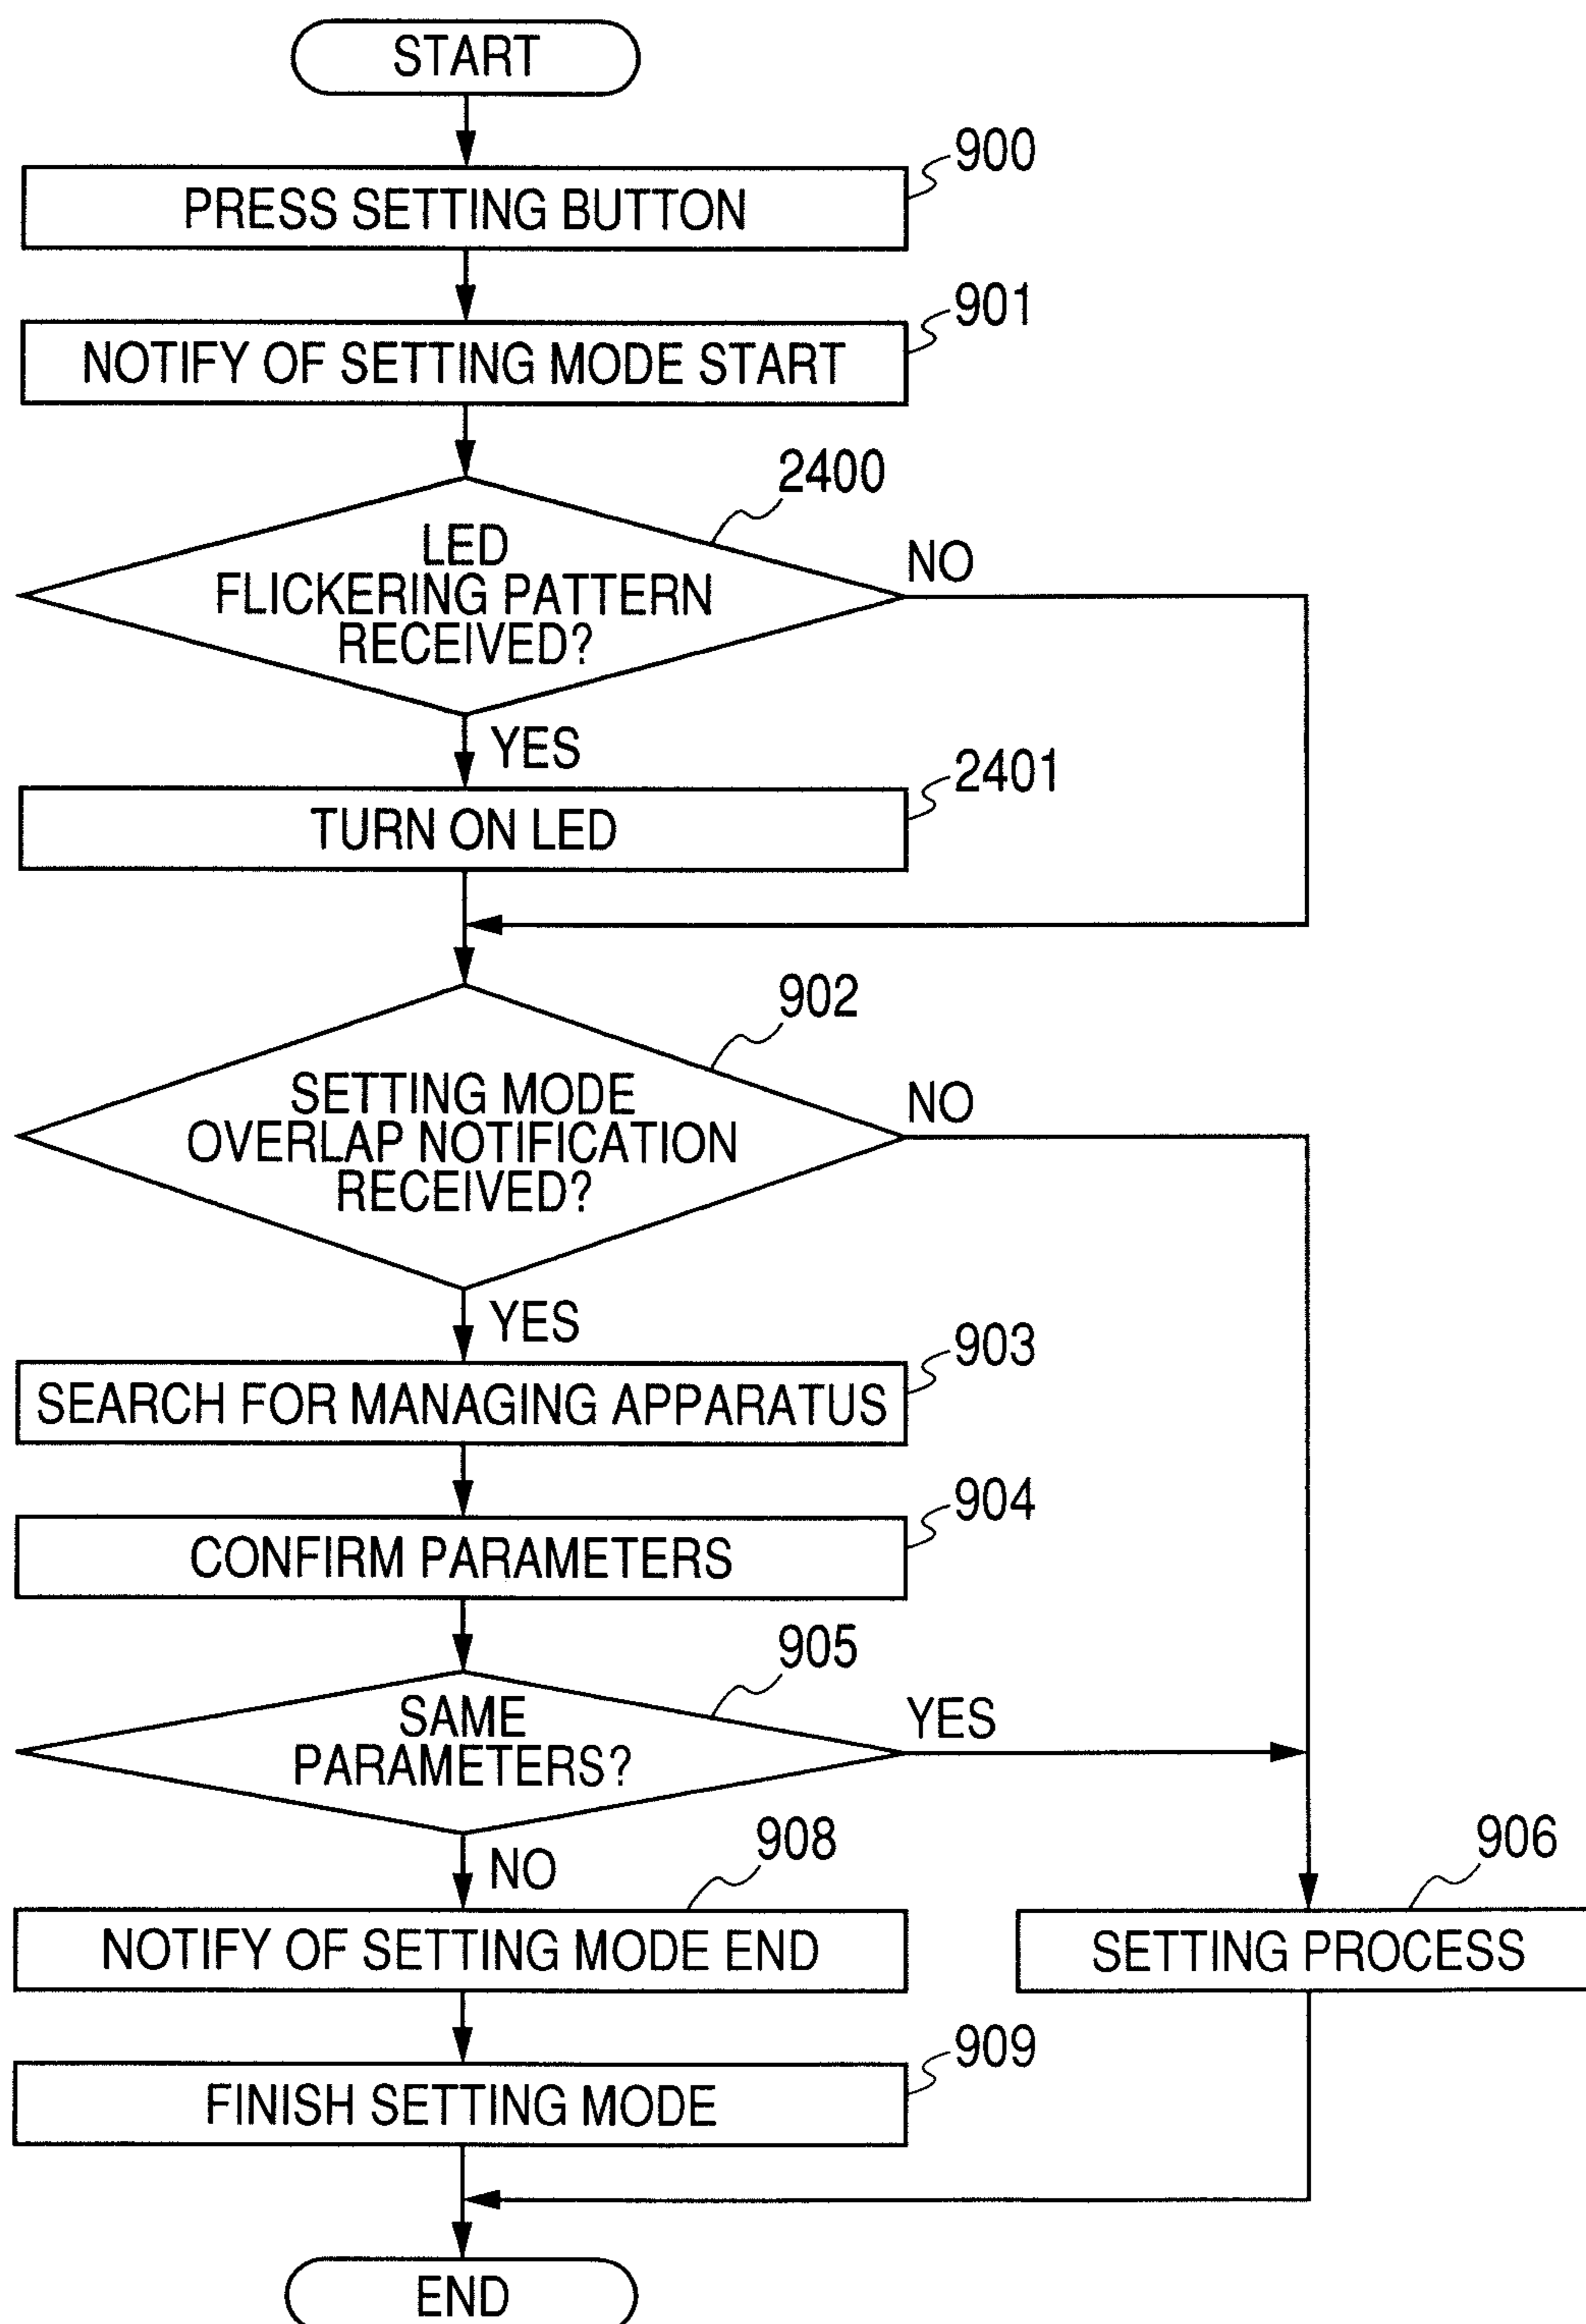 START
900
PRESS SETTING BUTTON
901
NOTIFY OF SETTING MODE START
2400
LED
FLICKERING PATTERN
RECEIVED?
NO
YES
2401
TURN ON LED
902
SETTING MODE
OVERLAP NOTIFICATION
RECEIVED?
NO
YES
903
SEARCH FOR MANAGING APPARATUS
904
CONFIRM PARAMETERS
905
SAME
PARAMETERS?
YES
NO
908
906
NOTIFY OF SETTING MODE END
SETTING PROCESS
909
FINISH SETTING MODE
END